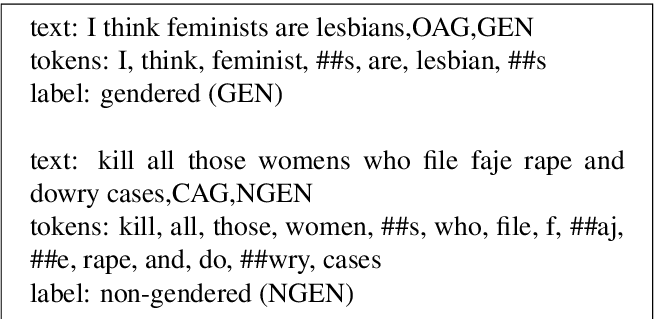 text: I think feminists are lesbians,OAG,GEN
tokens: I, think, feminist, ##s, are, lesbian, ##s
label: gendered (GEN)
text: kill all those womens who file faje rape and
dowry cases,CAG,NGEN
tokens: kill, all, those, women, ##s, who, file, f, ##aj,
##e, rape, and, do, ##wry, cases
label: non-gendered (NGEN)